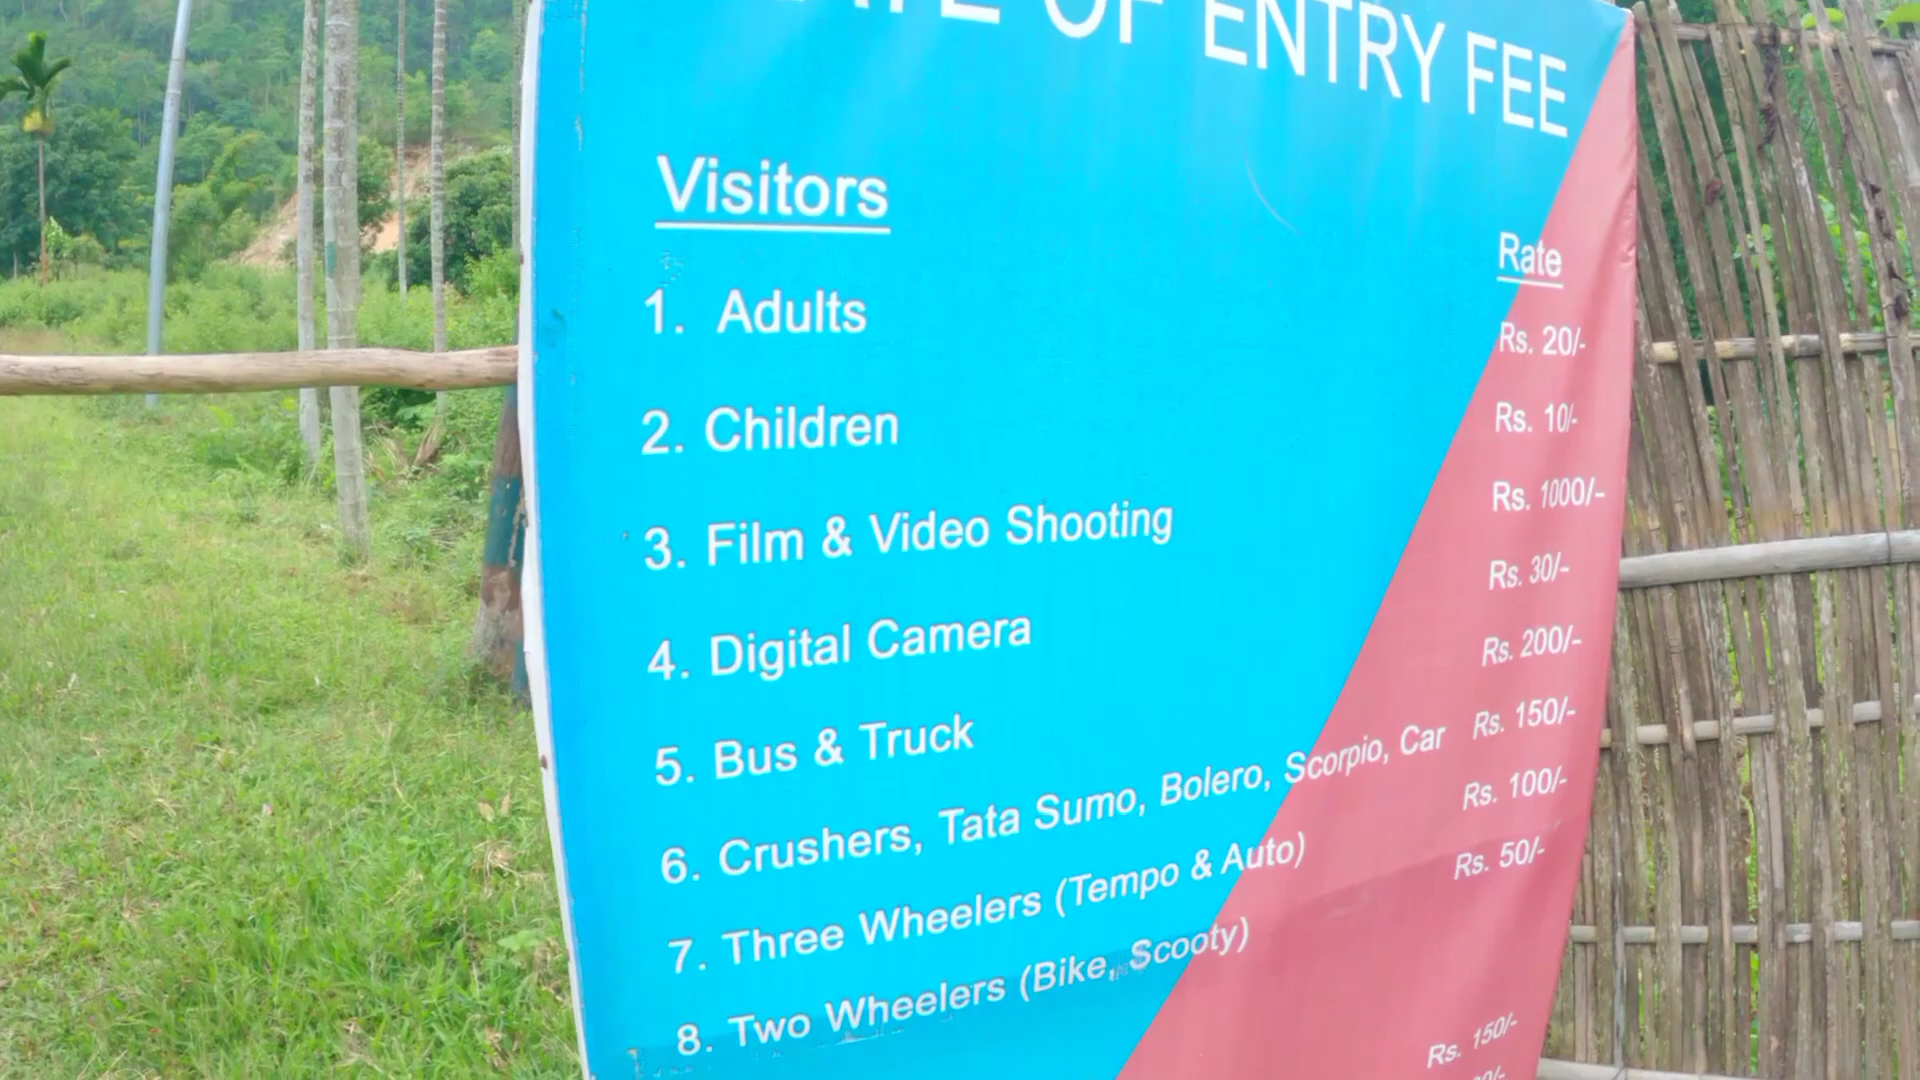 OF ENTRY FEE
Visitors Rate
1. Adults Rs. 20/-
2. Children Rs. 10/-
3. Film & Video Shooting Rs. 1000/-
4. Digital Camera Rs. 30/-
5. Bus & Truck Rs. 200/-
6. Crushers, Tata Sumo, Bolero, Scorpio, Car Rs. 150/-
7. Three Wheelers (Tempo & Auto) Rs. 100/-
8. Two Wheelers (Bike, Scooty) Rs. 50/-
Rs. 150/-